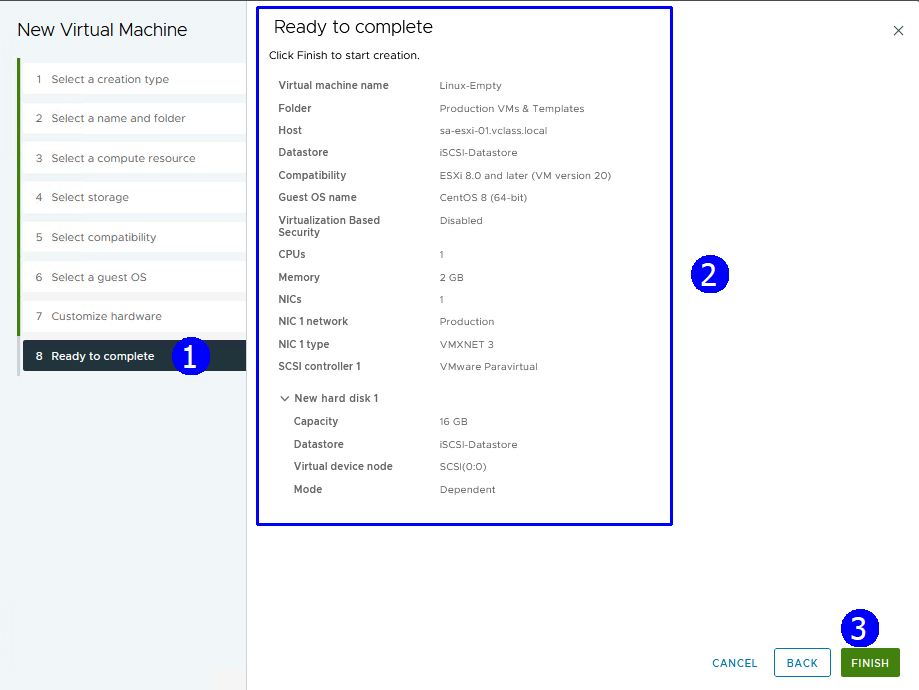 New Virtual Machine
1 Select a creation type
2 Select a name and folder
3 Select a compute resource
4 Select storage
5 Select compatibility
6 Select a guest OS
7 Customize hardware
8 Ready to complete
1
Ready to complete
Click Finish to start creation.
Virtual machine name Linux-Empty
Folder Production VMs & Templates
Host sa-esxi-01.vclass.local
Datastore iSCSI-Datastore
Compatibility ESXi 8.0 and later (VM version 20)
Guest OS name CentOS 8 (64-bit)
Virtualization Based Disabled
Security
CPUs 1
Memory 2 GB
NICs 1
NIC 1 network Production
NIC 1 type VMXNET 3
SCSI controller 1 VMware Paravirtual
New hard disk 1
Capacity 16 GB
Datastore iSCSI-Datastore
Virtual device node SCSI(0:0)
Mode Dependent
2
3
CANCEL BACK FINISH